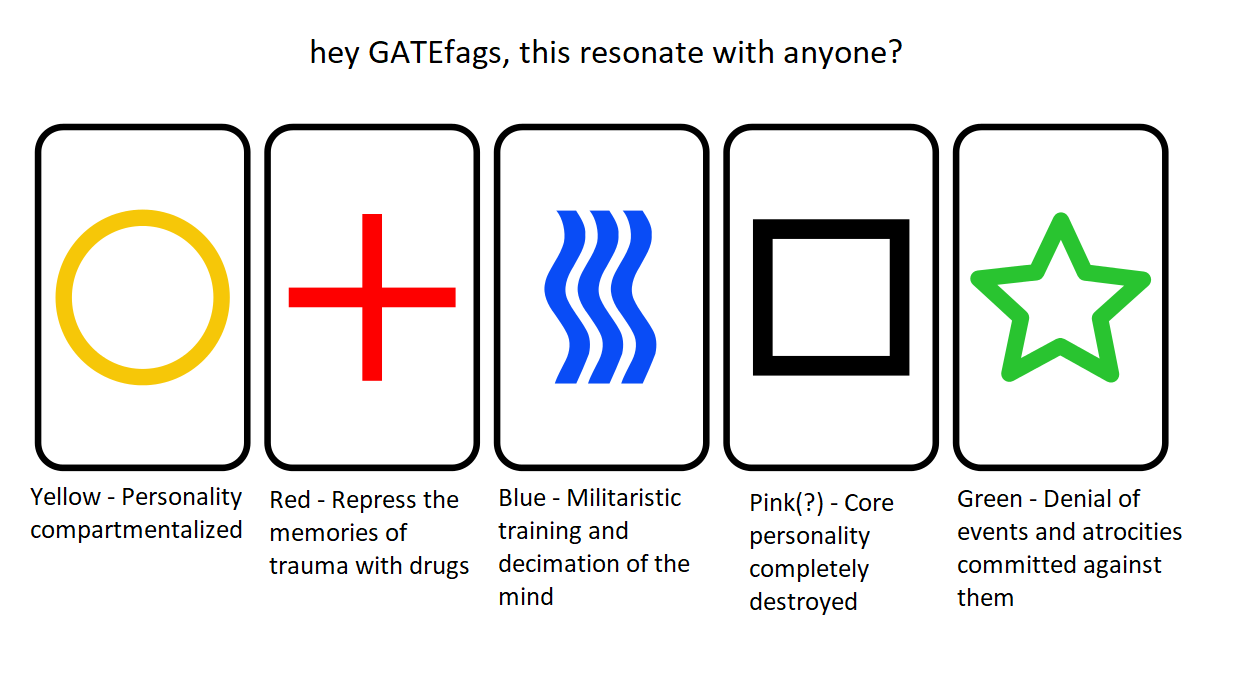 hey GATEfags, this resonate with anyone?
Yellow - Personality
compartmentalized
Red - Repress the
memories of
trauma with drugs
Blue - Militaristic
training and
decimation of the
mind
Pink(?) - Core
personality
completely
destroyed
Green - Denial of
events and atrocities
committed against
them